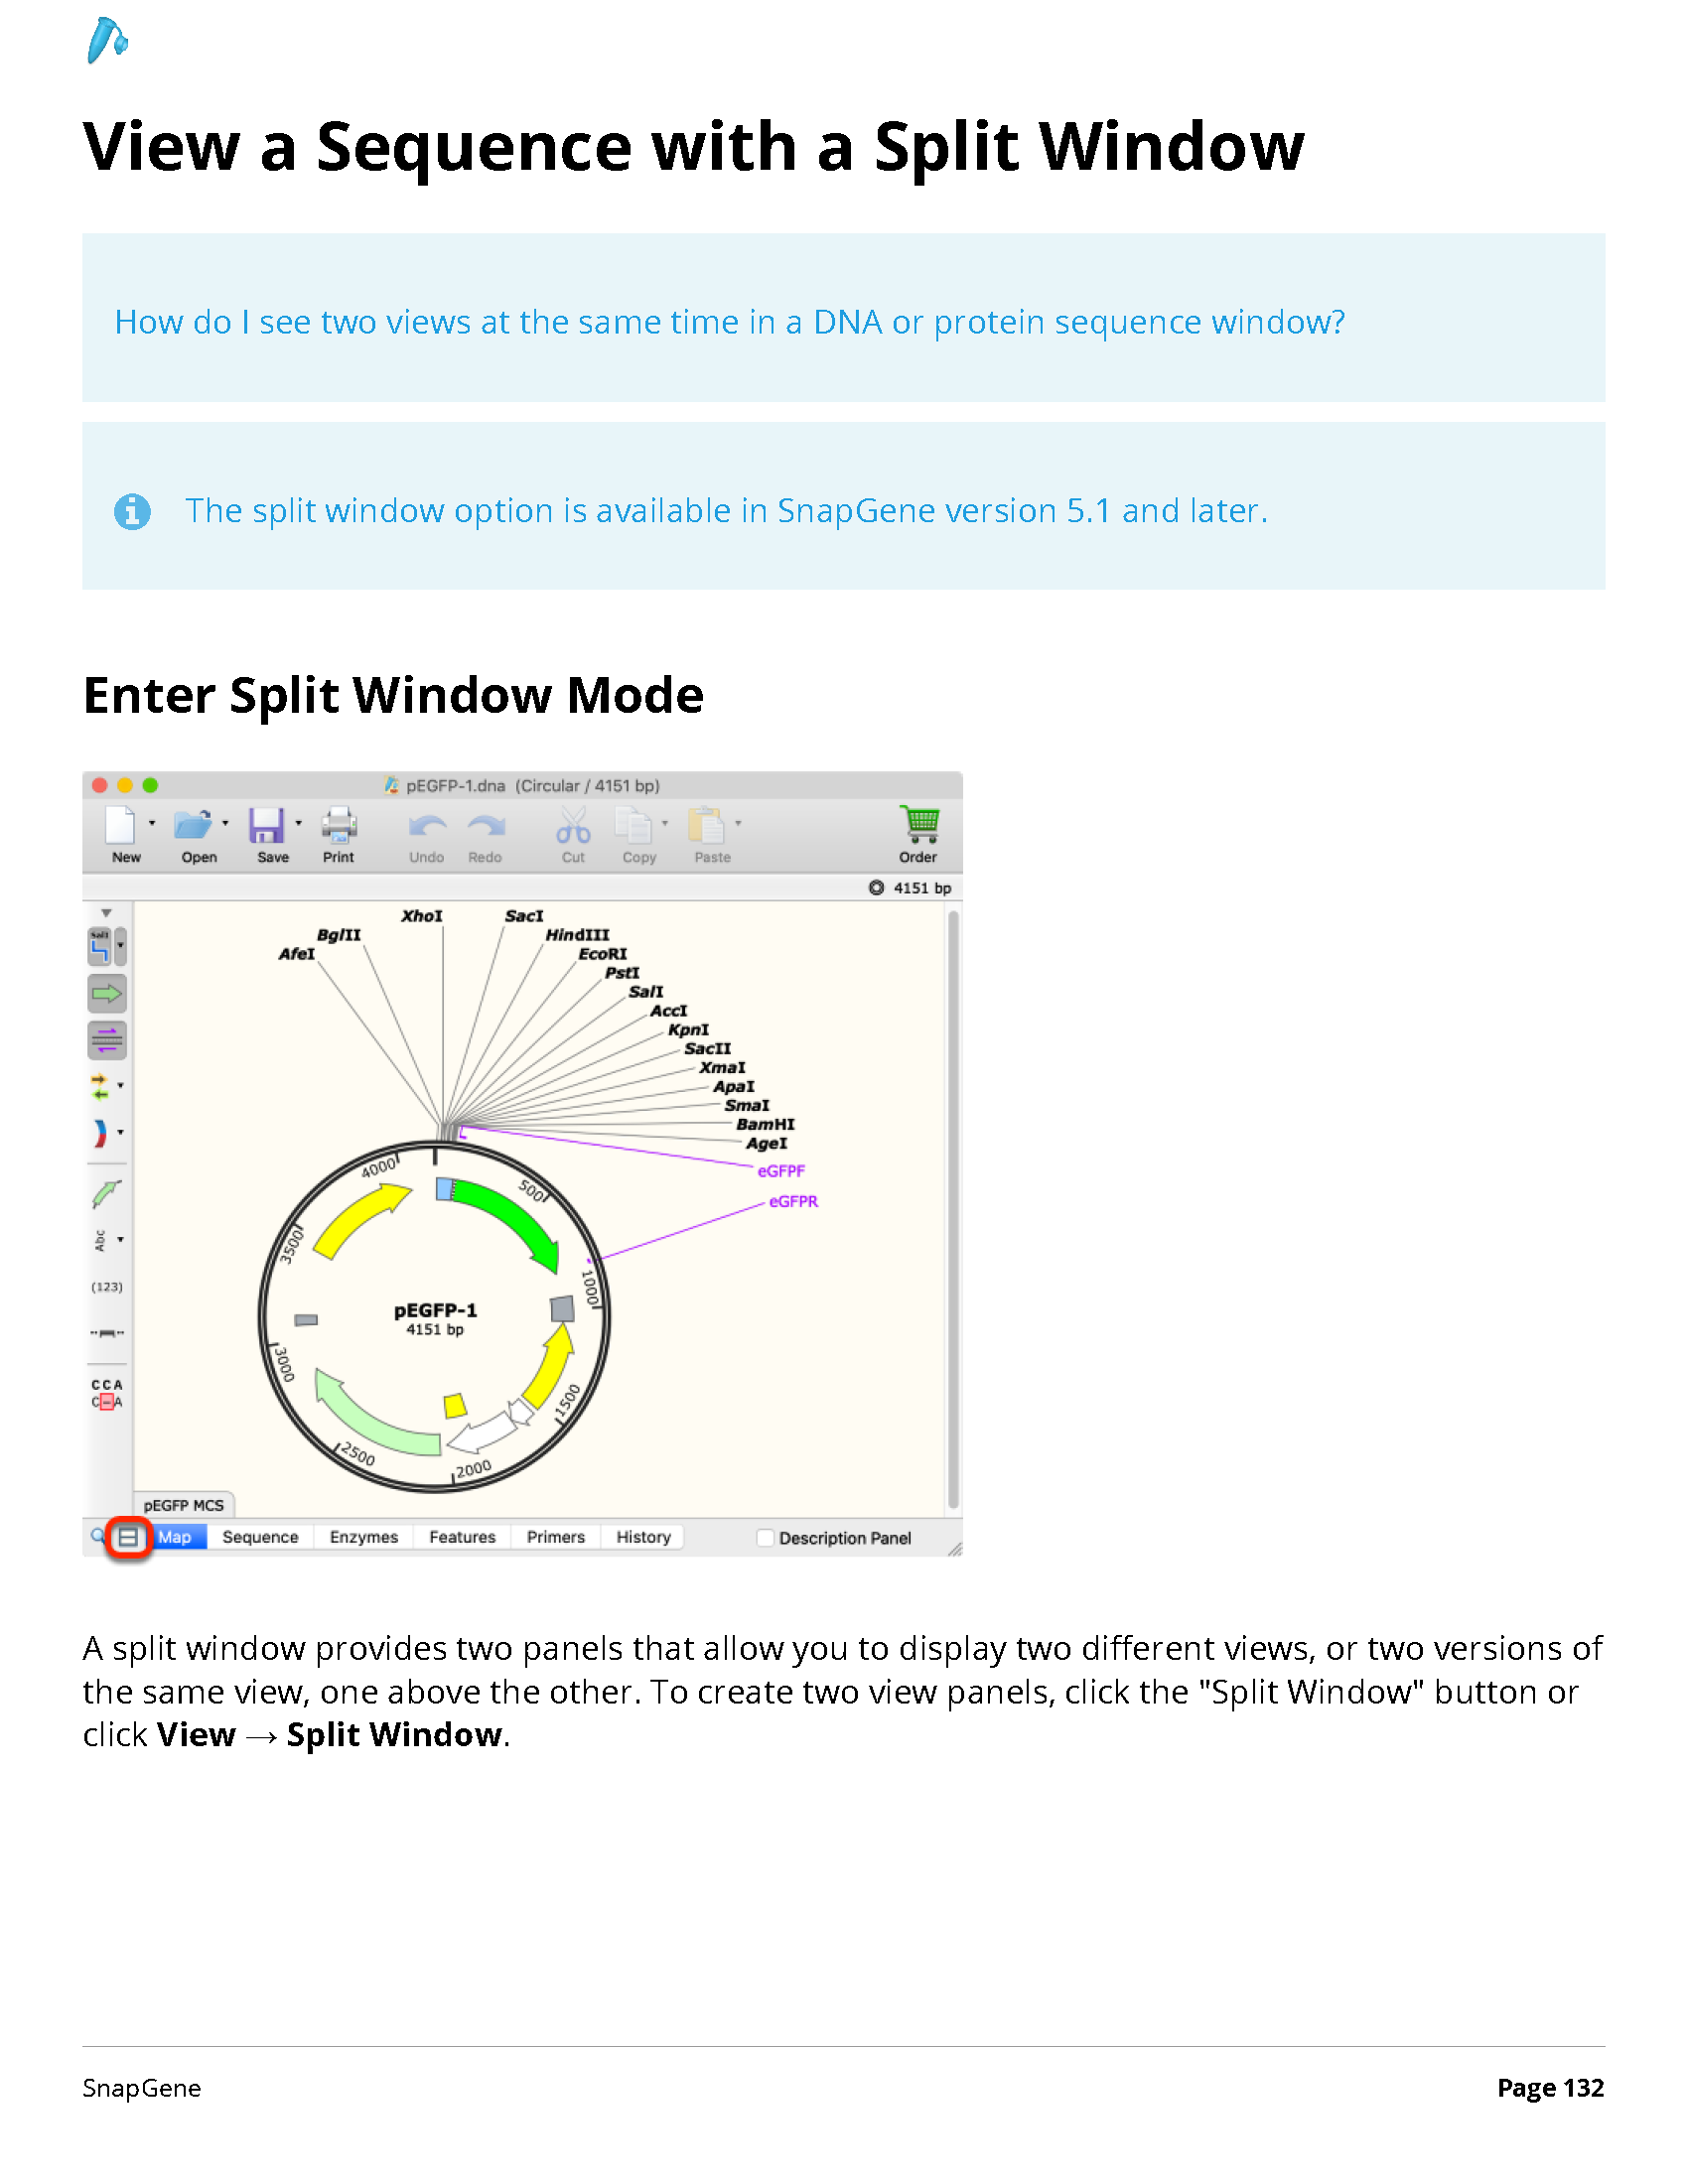 View a Sequence with a Split Window
How do I see two views at the same time in a DNA or protein sequence window?
The split window option is available in SnapGene version 5.1 and later.
Enter Split Window Mode
pEGFP-1.dna (Circular / 4151 bp)
New Open Save Print Undo Redo Cut Copy Paste Order
4151 bp
SalI
XhoI SacI
BglII HindIII
AfeI EcoRI
PstI
SalI
AccI
KpnI
SacII
XmaI
ApaI
SmaI
BamHI
AgeI
eGFPF
eGFPR
4000
500
3500
1000
3000
1500
2500
2000
pEGFP-1
4151 bp
Abc
(123)
CCA
C–A
pEGFP MCS
Map Sequence Enzymes Features Primers History Description Panel
A split window provides two panels that allow you to display two different views, or two versions of
the same view, one above the other. To create two view panels, click the "Split Window" button or
click View → Split Window.
SnapGene Page 132